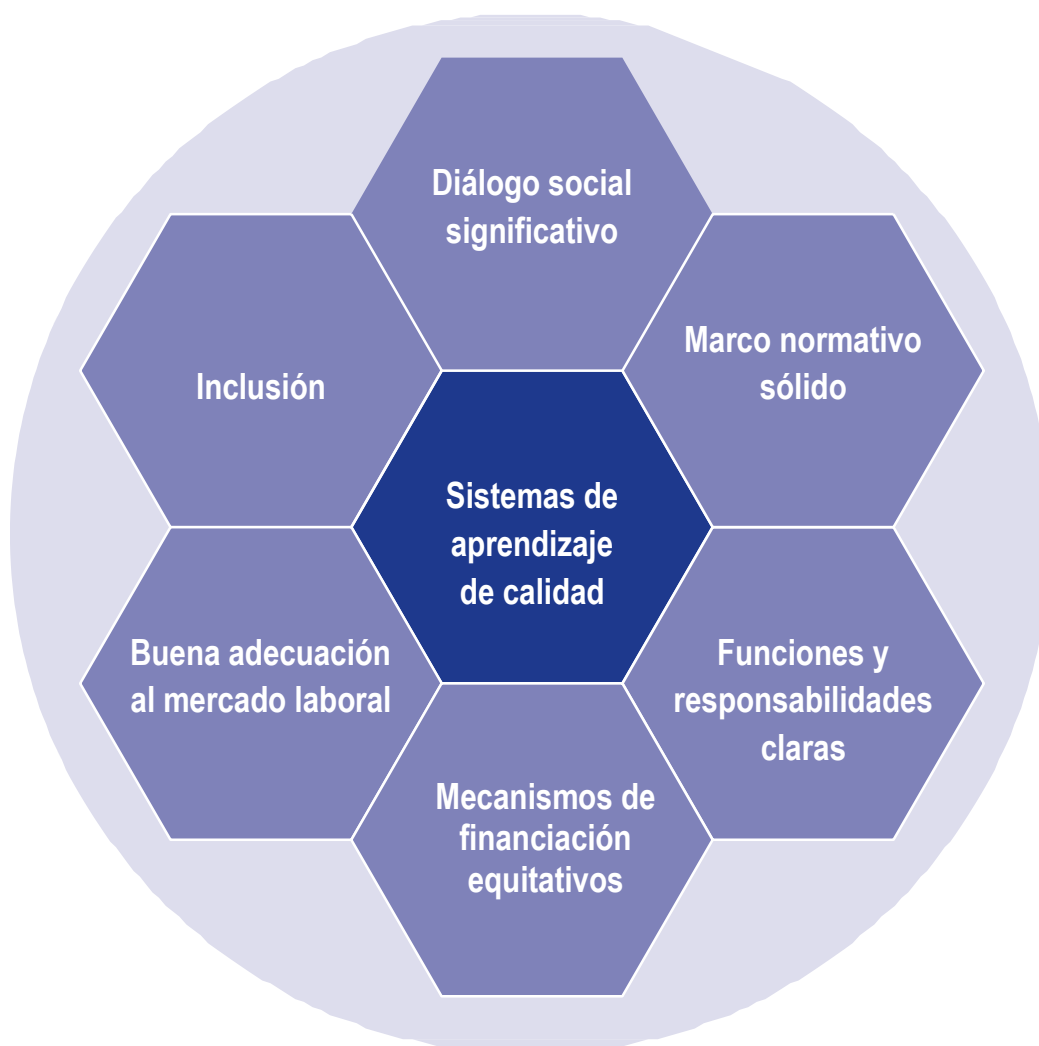 Diálogo social
significativo
Marco normativo
sólido
Inclusión
Sistemas de
aprendizaje
de calidad
Buena adecuación
al mercado laboral
Funciones y
responsabilidades
claras
Mecanismos de
financiación
equitativos